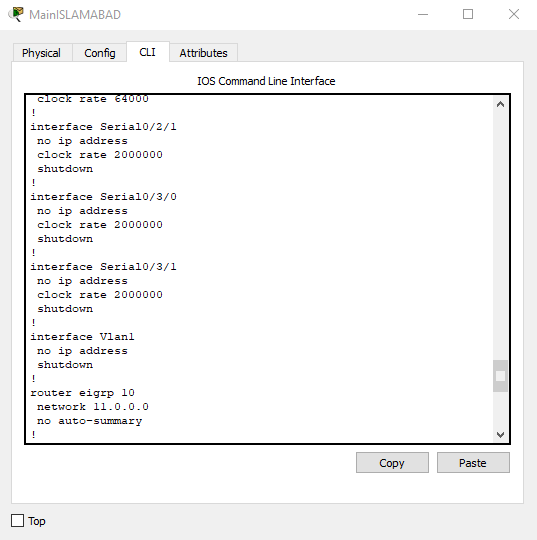 MainISLAMABAD
Physical Config CLI Attributes
IOS Command Line Interface
clock rate 64000
!
interface Serial0/2/1
no ip address
clock rate 2000000
shutdown
!
interface Serial0/3/0
no ip address
clock rate 2000000
shutdown
!
interface Serial0/3/1
no ip address
clock rate 2000000
shutdown
!
interface Vlan1
no ip address
shutdown
!
router eigrp 10
network 11.0.0.0
no auto-summary
!
Copy Paste
Top